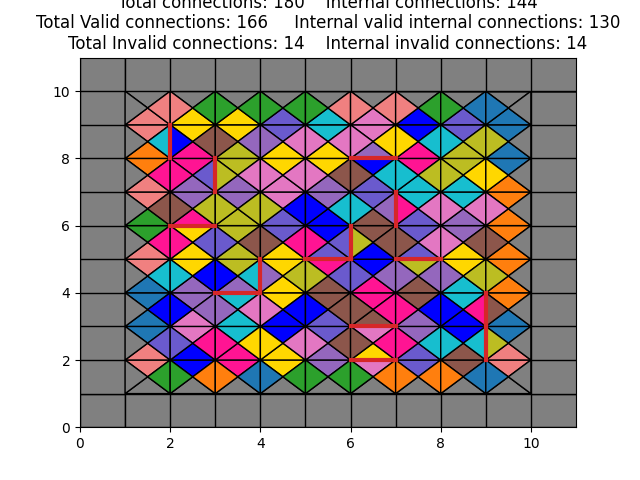 Total connections: 180    Internal connections: 144
Total Valid connections: 166     Internal valid internal connections: 130
Total Invalid connections: 14    Internal invalid connections: 14
10
8
6
4
2
0
0 2 4 6 8 10